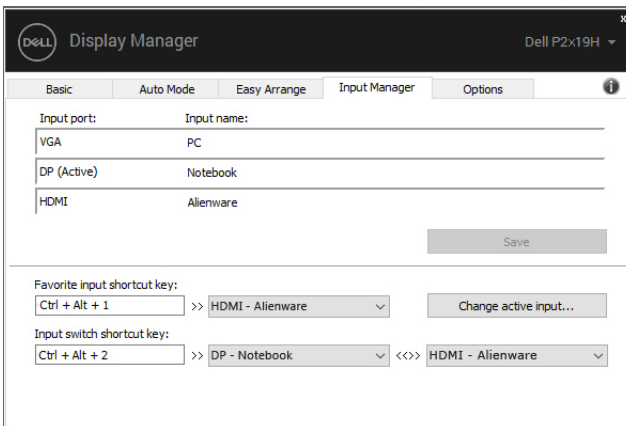 x
DELL Display Manager Dell P2x19H
Basic Auto Mode Easy Arrange Input Manager Options i
Input port: Input name:
VGA PC
DP (Active) Notebook
HDMI Alienware
Save
Favorite input shortcut key:
Ctrl + Alt + 1 >> HDMI - Alienware Change active input...
Input switch shortcut key:
Ctrl + Alt + 2 >> DP - Notebook <<>> HDMI - Alienware